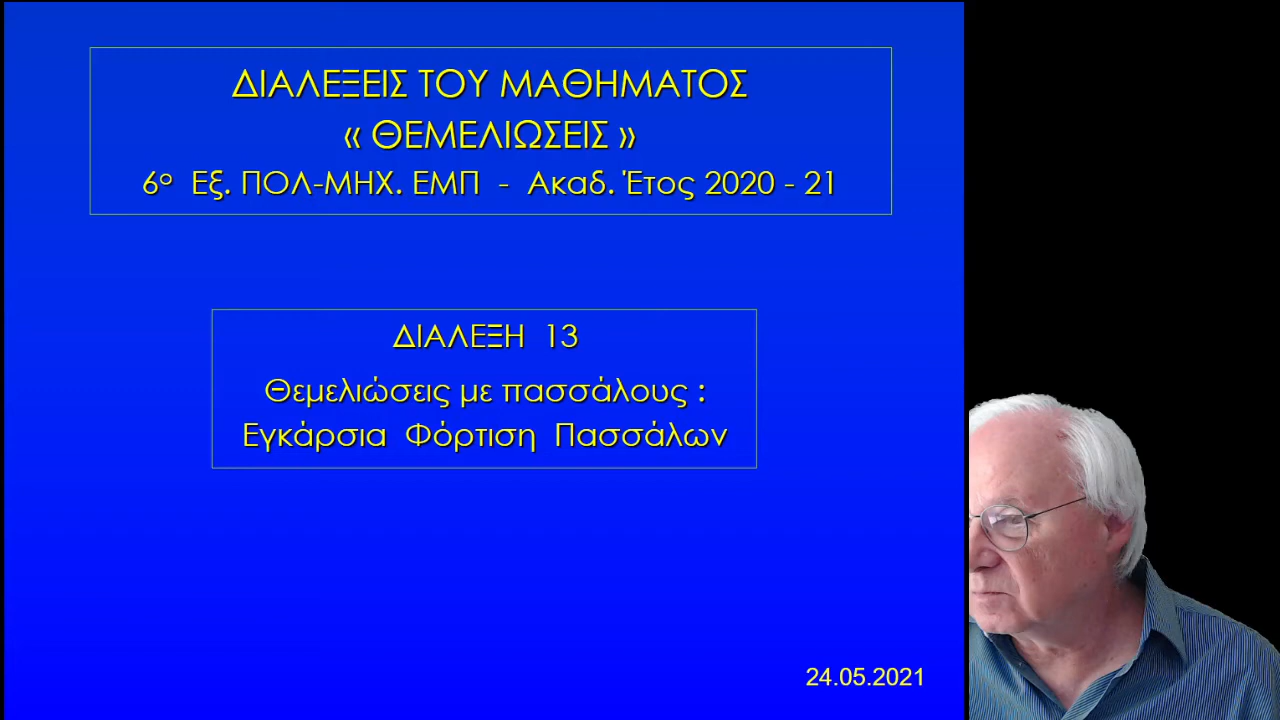 ΔΙΑΛΕΞΕΙΣ ΤΟΥ ΜΑΘΗΜΑΤΟΣ
« ΘΕΜΕΛΙΩΣΕΙΣ »
6ο Εξ. ΠΟΛ-ΜΗΧ. ΕΜΠ - Ακαδ. Έτος 2020 - 21
ΔΙΑΛΕΞΗ 13
Θεμελιώσεις με πασσάλους :
Εγκάρσια Φόρτιση Πασσάλων
24.05.2021